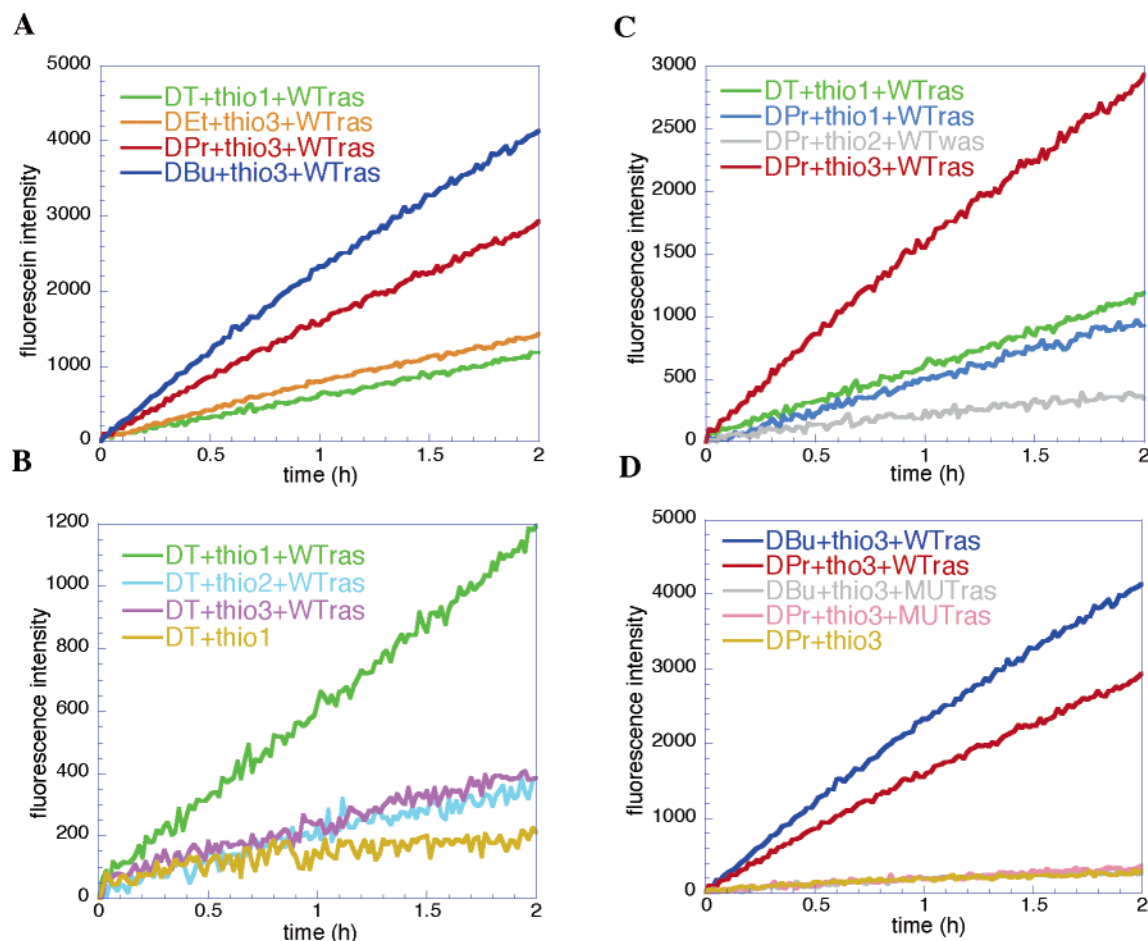 A
fluorescein intensity
5000
4000
3000
2000
1000
0
DT+thio1+WTras
DEt+thio3+WTras
DPr+thio3+WTras
DBu+thio3+WTras
0 0.5 1 1.5 2
time (h)
B
fluorescence intensity
1200
1000
800
600
400
200
0
DT+thio1+WTras
DT+thio2+WTras
DT+thio3+WTras
DT+thio1
0 0.5 1 1.5 2
time (h)
C
fluorescence intensity
3000
2500
2000
1500
1000
500
0
DT+thio1+WTras
DPr+thio1+WTras
DPr+thio2+WTwas
DPr+thio3+WTras
0 0.5 1 1.5 2
time (h)
D
fluorescence intensity
5000
4000
3000
2000
1000
0
DBu+thio3+WTras
DPr+tho3+WTras
DBu+thio3+MUTras
DPr+thio3+MUTras
DPr+thio3
0 0.5 1 1.5 2
time (h)